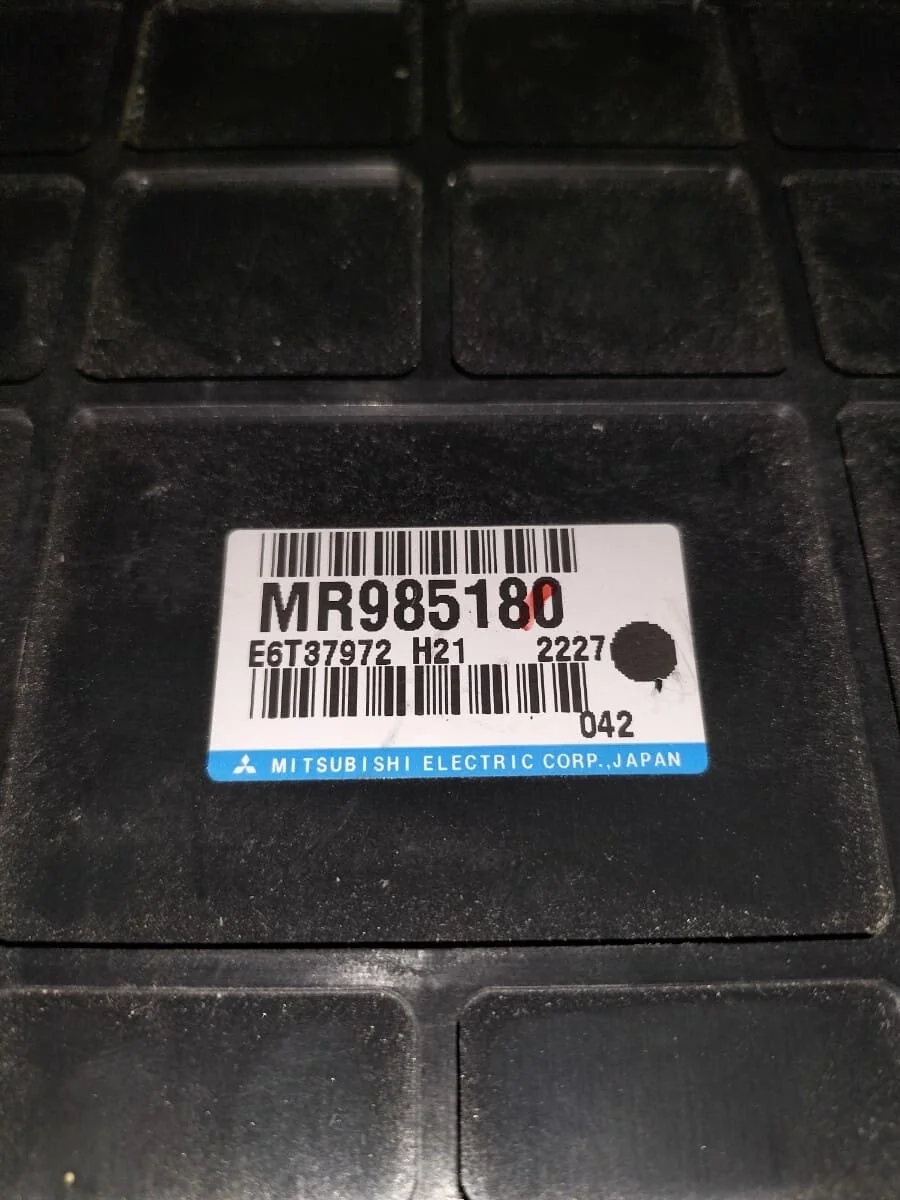 MR985180
E6T37972 H21 2227
042
MITSUBISHI ELECTRIC CORP.,JAPAN